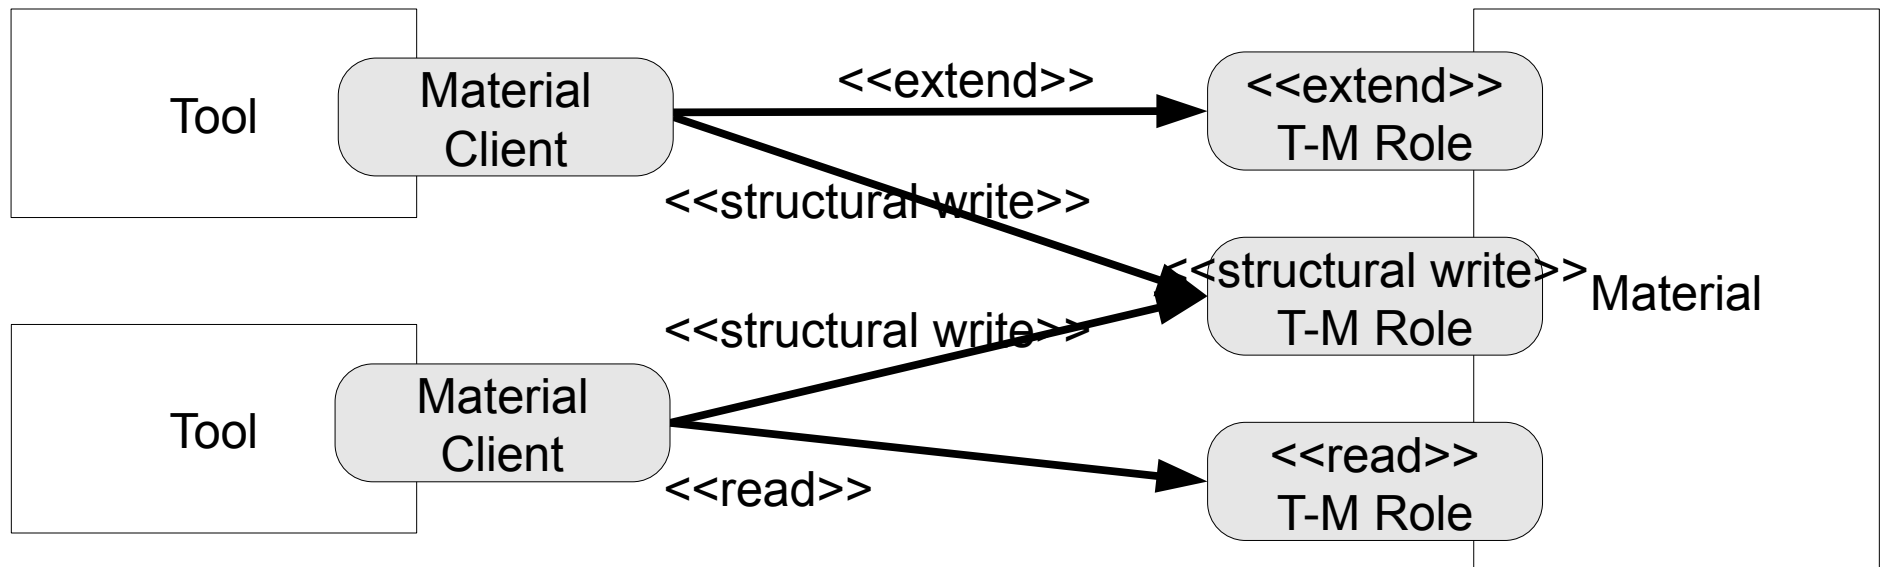 Tool
Material
Client
<<extend>>
<<extend>>
T-M Role
<<structural write>>
<<structural write>>
T-M Role
Material
<<structural write>>
Tool
Material
Client
<<read>>
<<read>>
T-M Role